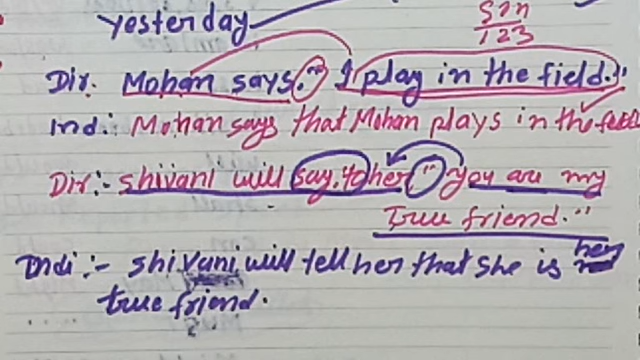 yesterday
SON
123
Dir. Mohan says. " I play in the field."
Ind:. Mohan says that Mohan plays in the field
Dir:- shivani will say. to her, " you are my
True friend."
Indi:- shivani will tell her that she is her
true friend.